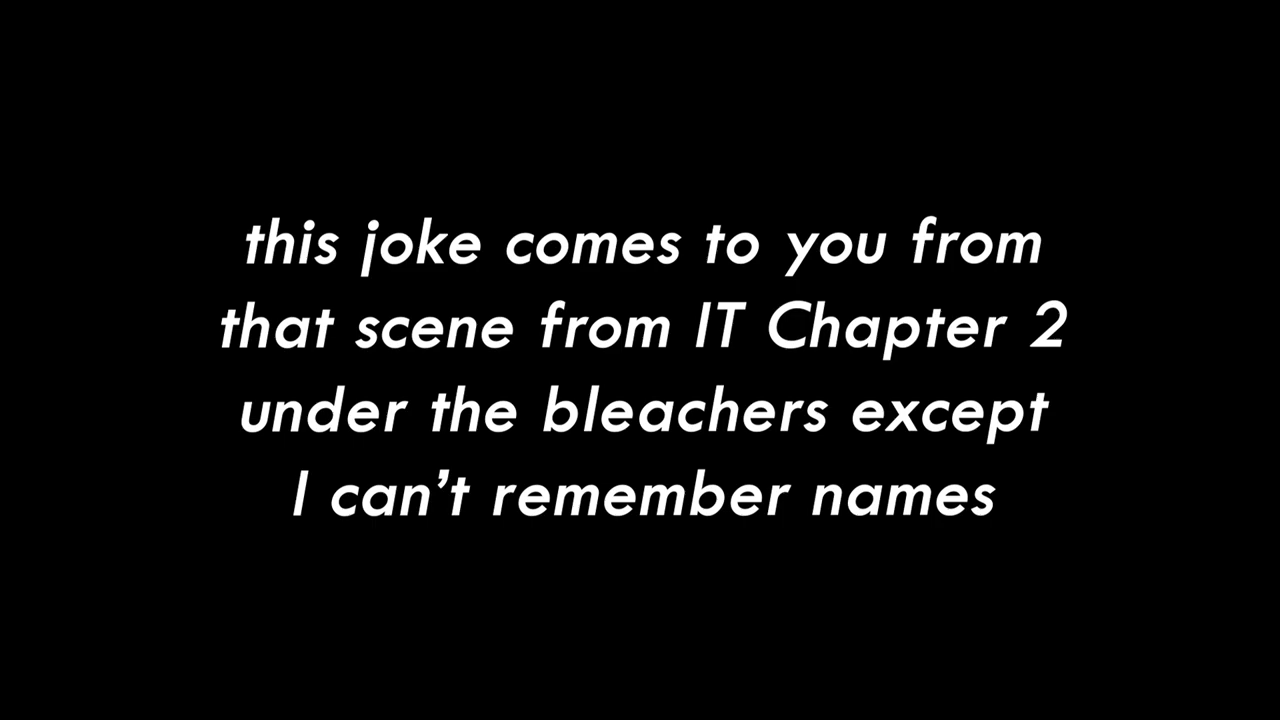 this joke comes to you from
that scene from IT Chapter 2
under the bleachers except
I can’t remember names